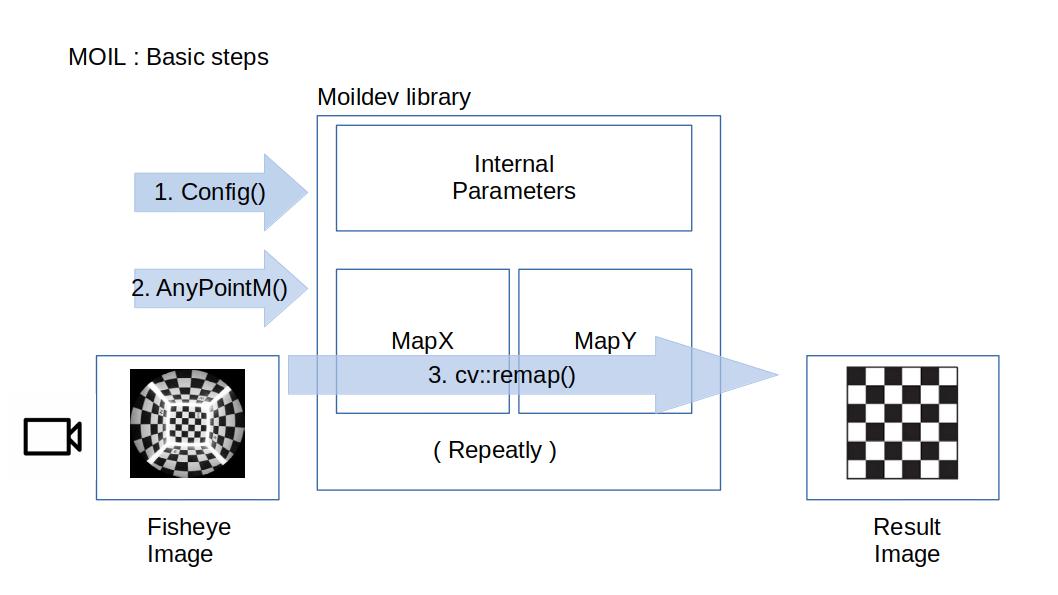 MOIL : Basic steps
Moildev library
Internal
Parameters
1. Config()
2. AnyPointM()
MapX
MapY
3. cv::remap()
( Repeatly )
Fisheye
Image
Result
Image